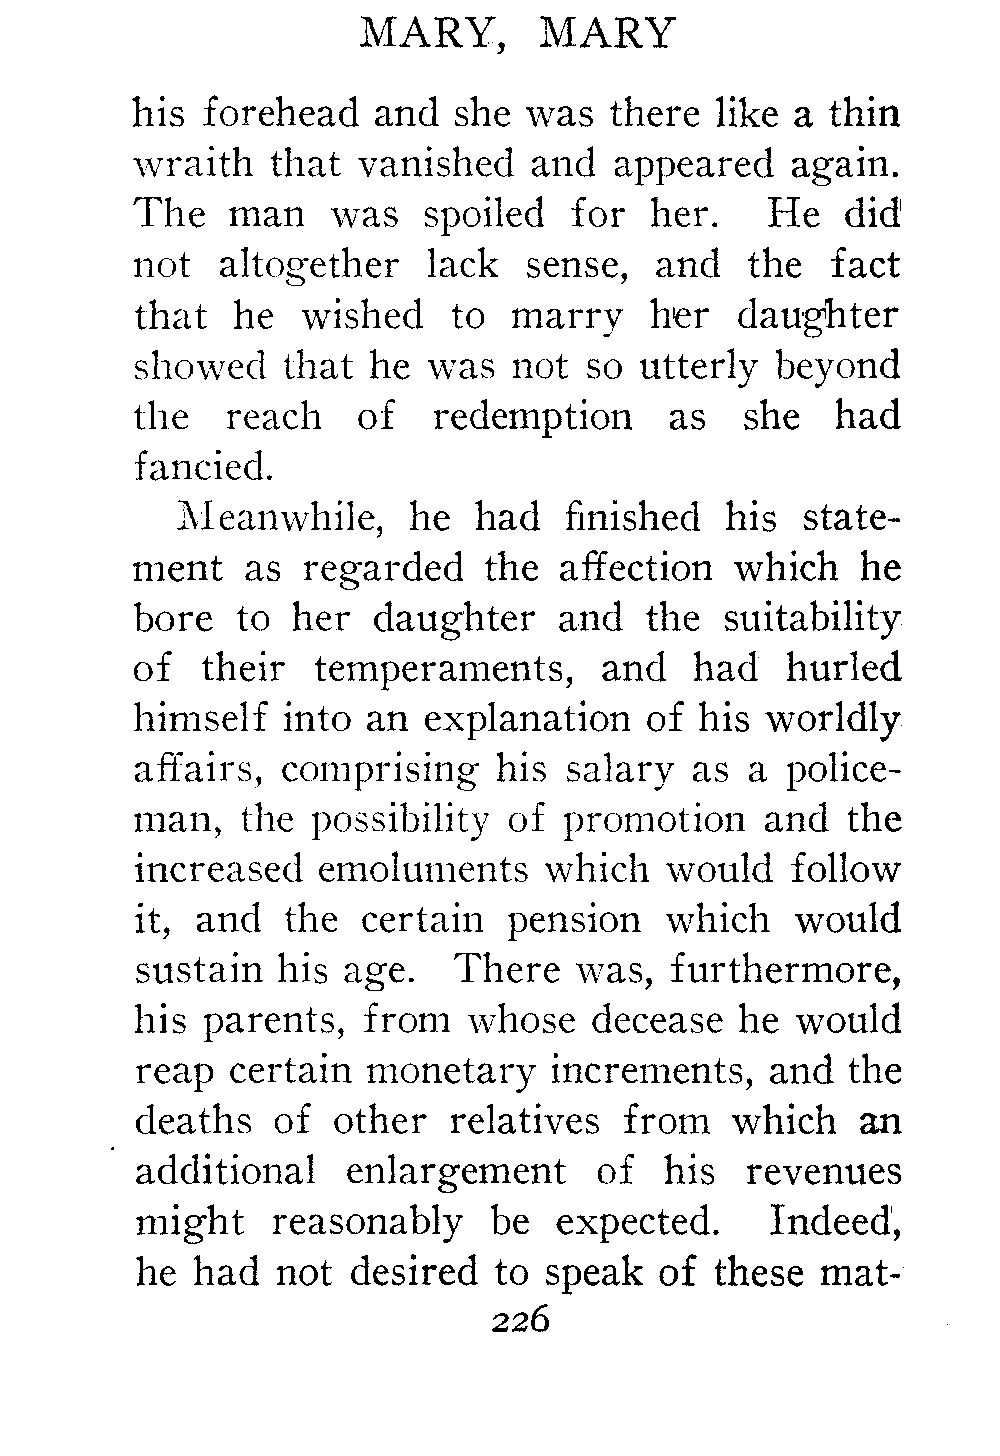 MARY, MARY
his forehead and she was there like a thin
wraith that vanished and appeared again.
The man was spoiled for her. He did
not altogether lack sense, and the fact
that he wished to marry her daughter
showed that he was not so utterly beyond
the reach of redemption as she had
fancied.
Meanwhile, he had finished his state-
ment as regarded the affection which he
bore to her daughter and the suitability
of their temperaments, and had hurled
himself into an explanation of his worldly
affairs, comprising his salary as a police-
man, the possibility of promotion and the
increased emoluments which would follow
it, and the certain pension which would
sustain his age. There was, furthermore,
his parents, from whose decease he would
reap certain monetary increments, and the
deaths of other relatives from which an
additional enlargement of his revenues
might reasonably be expected. Indeed,
he had not desired to speak of these mat-
226